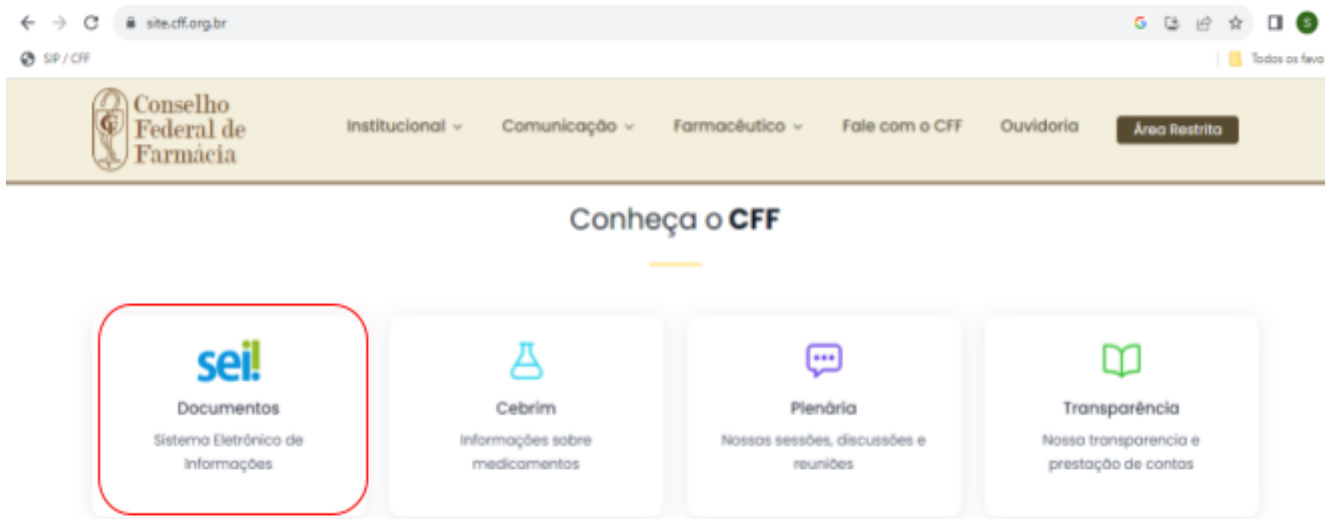 site.cff.org.br
SIP / CFF
Todos os favo
Conselho
Federal de
Farmácia
Institucional
Comunicação
Farmacêutico
Fale com o CFF
Ouvidoria
Área Restrita
Conheça o CFF
sei!
Documentos
Sistema Eletrônico de
Informações
Cebrim
Informações sobre
medicamentos
Plenária
Nossas sessões, discussões e
reuniões
Transparência
Nossa transparencia e
prestação de contas